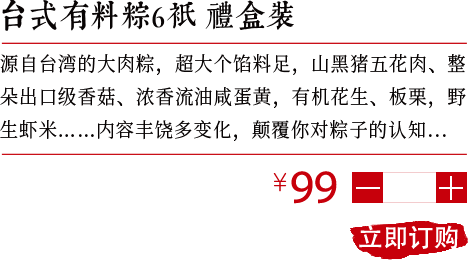 台式有料粽6衹 禮盒装
源自台湾的大肉粽，超大个馅料足，山黑猪五花肉、整
朵出口级香菇、浓香流油咸蛋黄，有机花生、板栗，野
生虾米……内容丰饶多变化，颠覆你对粽子的认知...
¥99
立即订购